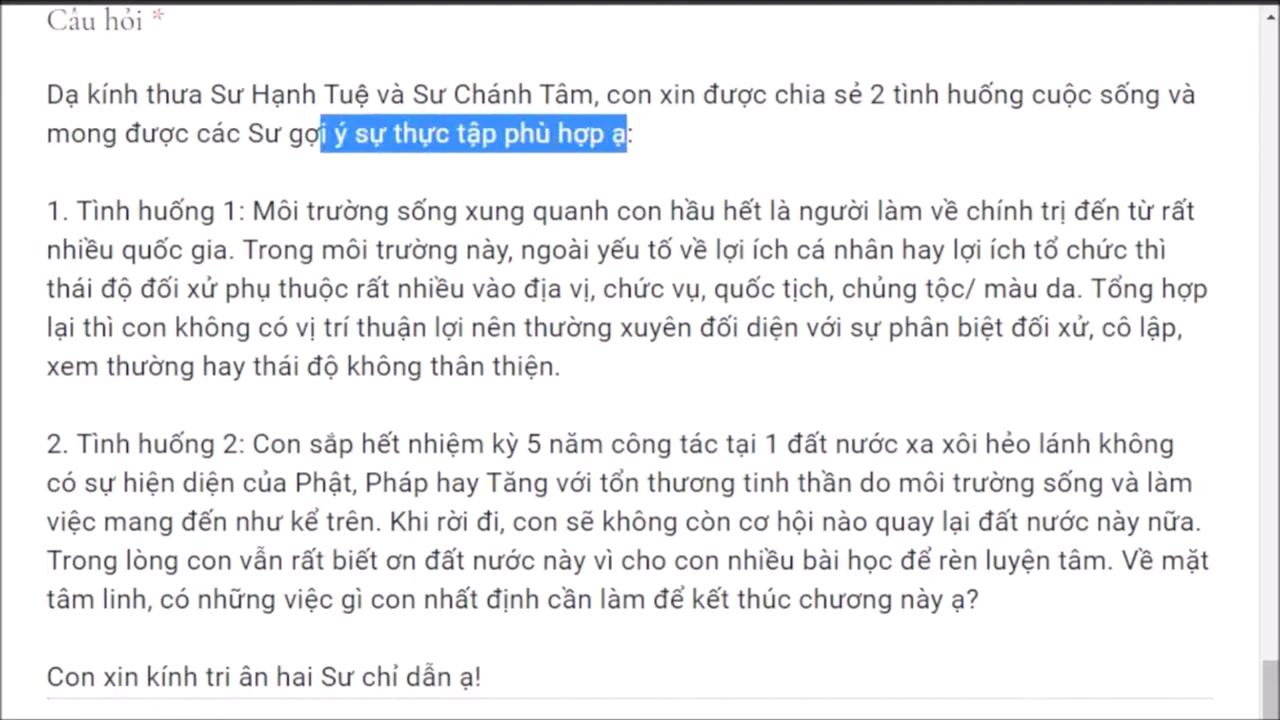 Câu hỏi *
Dạ kính thưa Sư Hạnh Tuệ và Sư Chánh Tâm, con xin được chia sẻ 2 tình huống cuộc sống và
mong được các Sư gợi ý sự thực tập phù hợp ạ:
1. Tình huống 1: Môi trường sống xung quanh con hầu hết là người làm về chính trị đến từ rất
nhiều quốc gia. Trong môi trường này, ngoài yếu tố về lợi ích cá nhân hay lợi ích tổ chức thì
thái độ đối xử phụ thuộc rất nhiều vào địa vị, chức vụ, quốc tịch, chủng tộc/ màu da. Tổng hợp
lại thì con không có vị trí thuận lợi nên thường xuyên đối diện với sự phân biệt đối xử, cô lập,
xem thường hay thái độ không thân thiện.
2. Tình huống 2: Con sắp hết nhiệm kỳ 5 năm công tác tại 1 đất nước xa xôi hẻo lánh không
có sự hiện diện của Phật, Pháp hay Tăng với tổn thương tinh thần do môi trường sống và làm
việc mang đến như kể trên. Khi rời đi, con sẽ không còn cơ hội nào quay lại đất nước này nữa.
Trong lòng con vẫn rất biết ơn đất nước này vì cho con nhiều bài học để rèn luyện tâm. Về mặt
tâm linh, có những việc gì con nhất định cần làm để kết thúc chương này ạ?
Con xin kính tri ân hai Sư chỉ dẫn ạ!